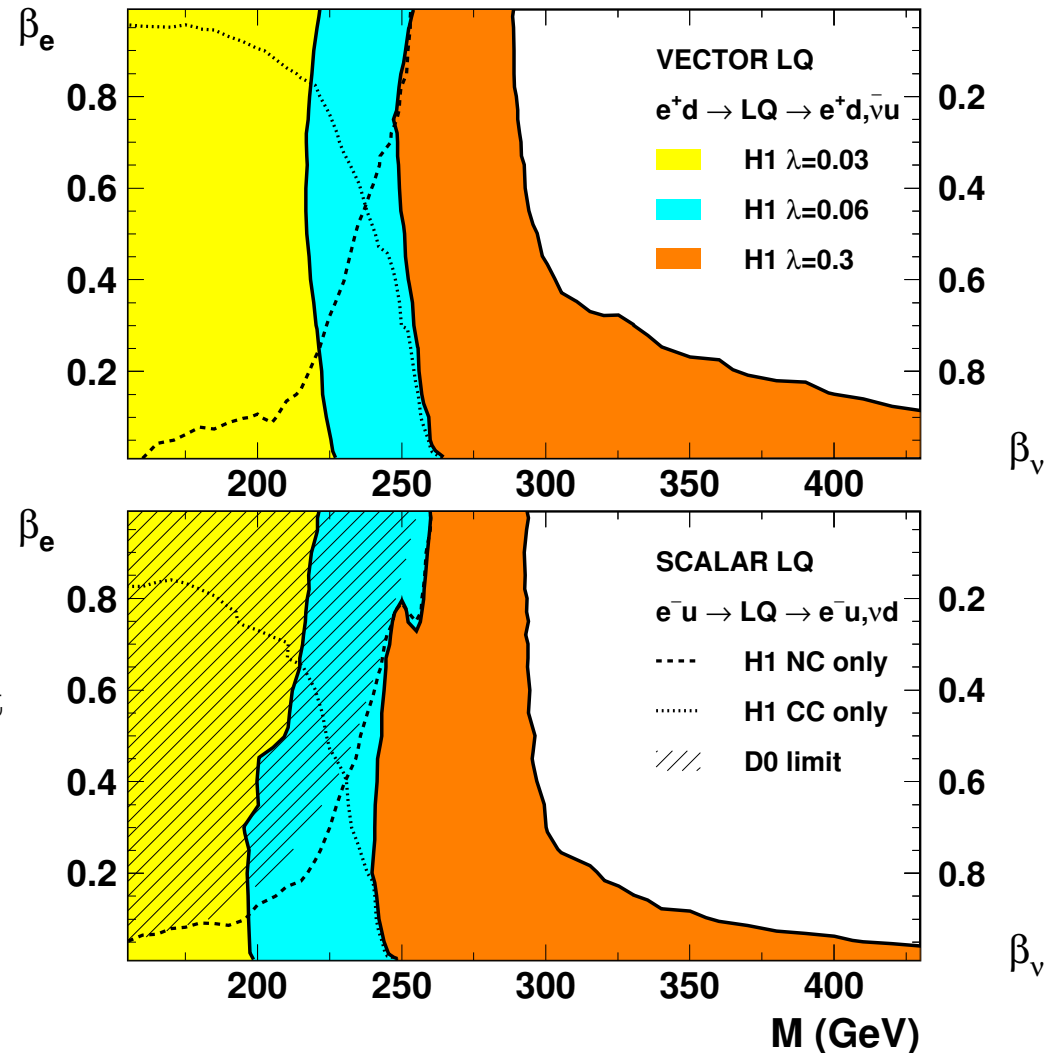 βe
VECTOR LQ
e⁺d → LQ → e⁺d,ν̄u
H1 λ=0.03
H1 λ=0.06
H1 λ=0.3
0.8
0.6
0.4
0.2
0.2
0.4
0.6
0.8
200 250 300 350 400
βν
βe
SCALAR LQ
e⁻u → LQ → e⁻u,νd
H1 NC only
H1 CC only
D0 limit
0.8
0.6
0.4
0.2
0.2
0.4
0.6
0.8
200 250 300 350 400
βν
M (GeV)